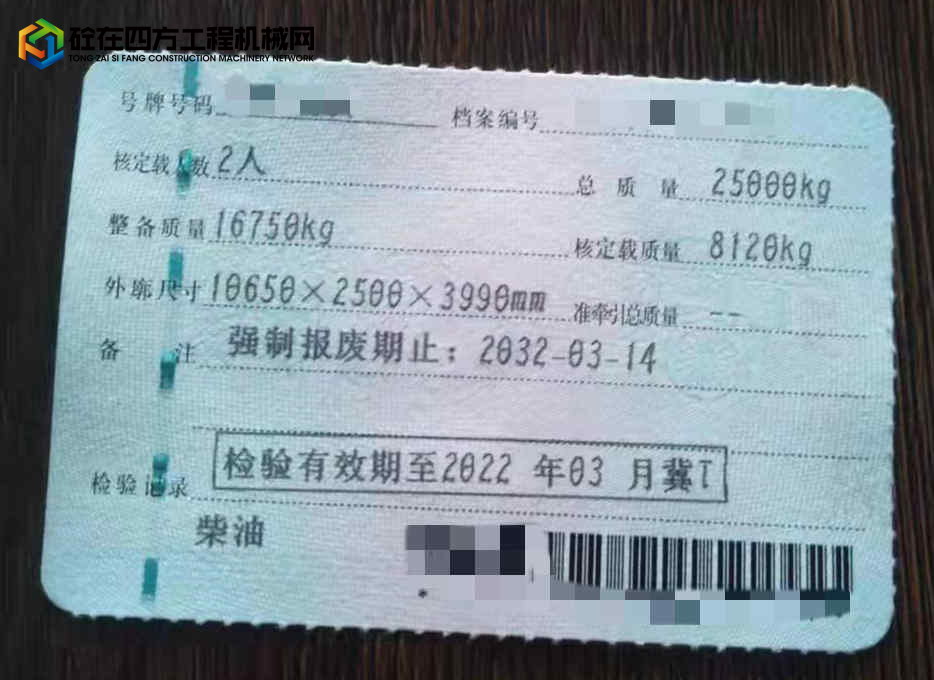 砼在四方工程机械网
TONG ZAI SI FANG CONSTRUCTION MACHINERY NETWORK
号牌号码 档案编号
核定载人数 2人 总质量 25000kg
整备质量 16750kg 核定载质量 8120kg
外廓尺寸 10650×2500×3990mm 准牵引总质量 --
备注 强制报废期止：2032-03-14
检验记录 检验有效期至2022 年03 月冀T
柴油
*